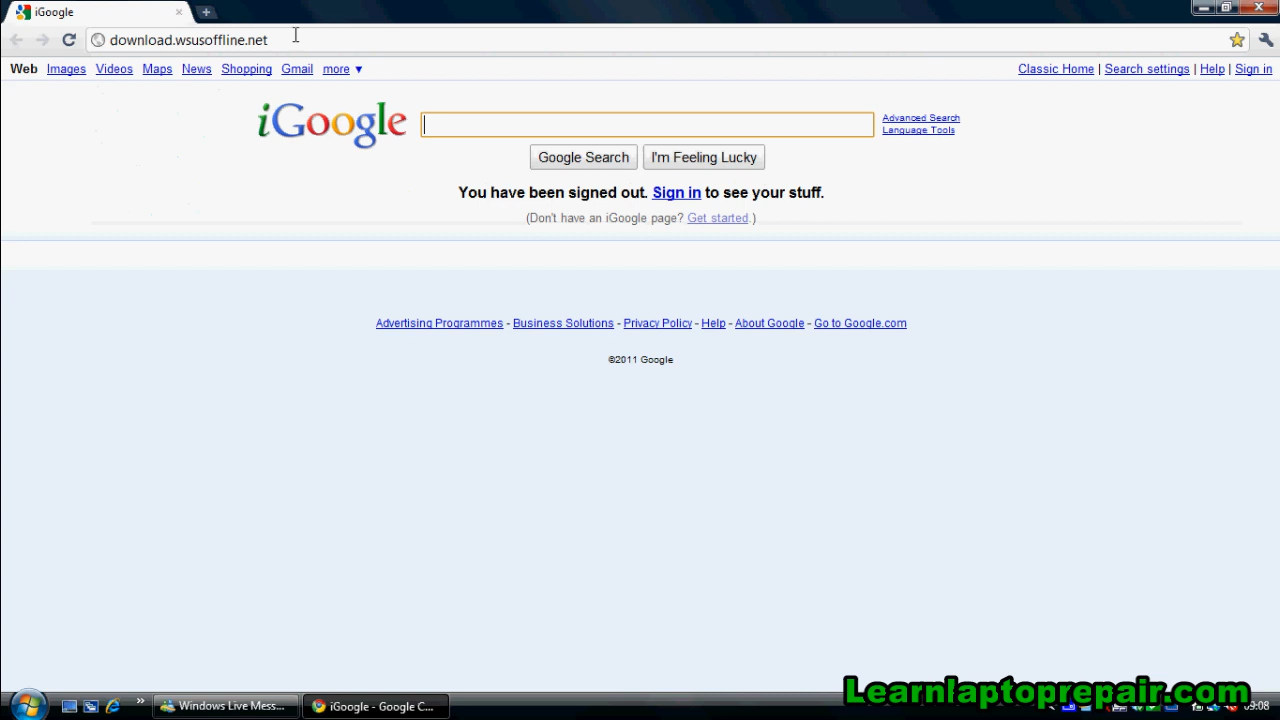 iGoogle
download.wsusoffline.net
Web Images Videos Maps News Shopping Gmail more ▼ Classic Home | Search settings | Help | Sign in
iGoogle
Advanced Search
Language Tools
Google Search I'm Feeling Lucky
You have been signed out. Sign in to see your stuff.
(Don't have an iGoogle page? Get started.)
Advertising Programmes - Business Solutions - Privacy Policy - Help - About Google - Go to Google.com
©2011 Google
Learnlaptoprepair.com
» Windows Live Mess... iGoogle - Google C... 09:08